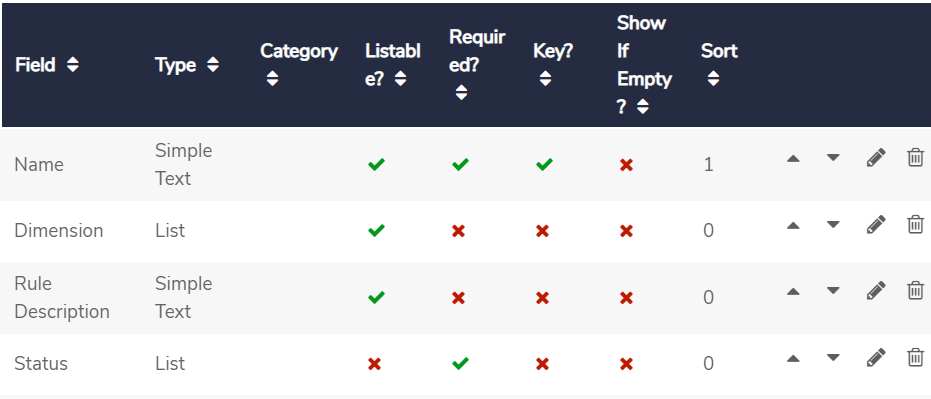 Field Type Category Listabl
e? Requir
ed? Key? Show
If
Empty
? Sort
Name Simple
Text 1
Dimension List 0
Rule
Description Simple
Text 0
Status List 0